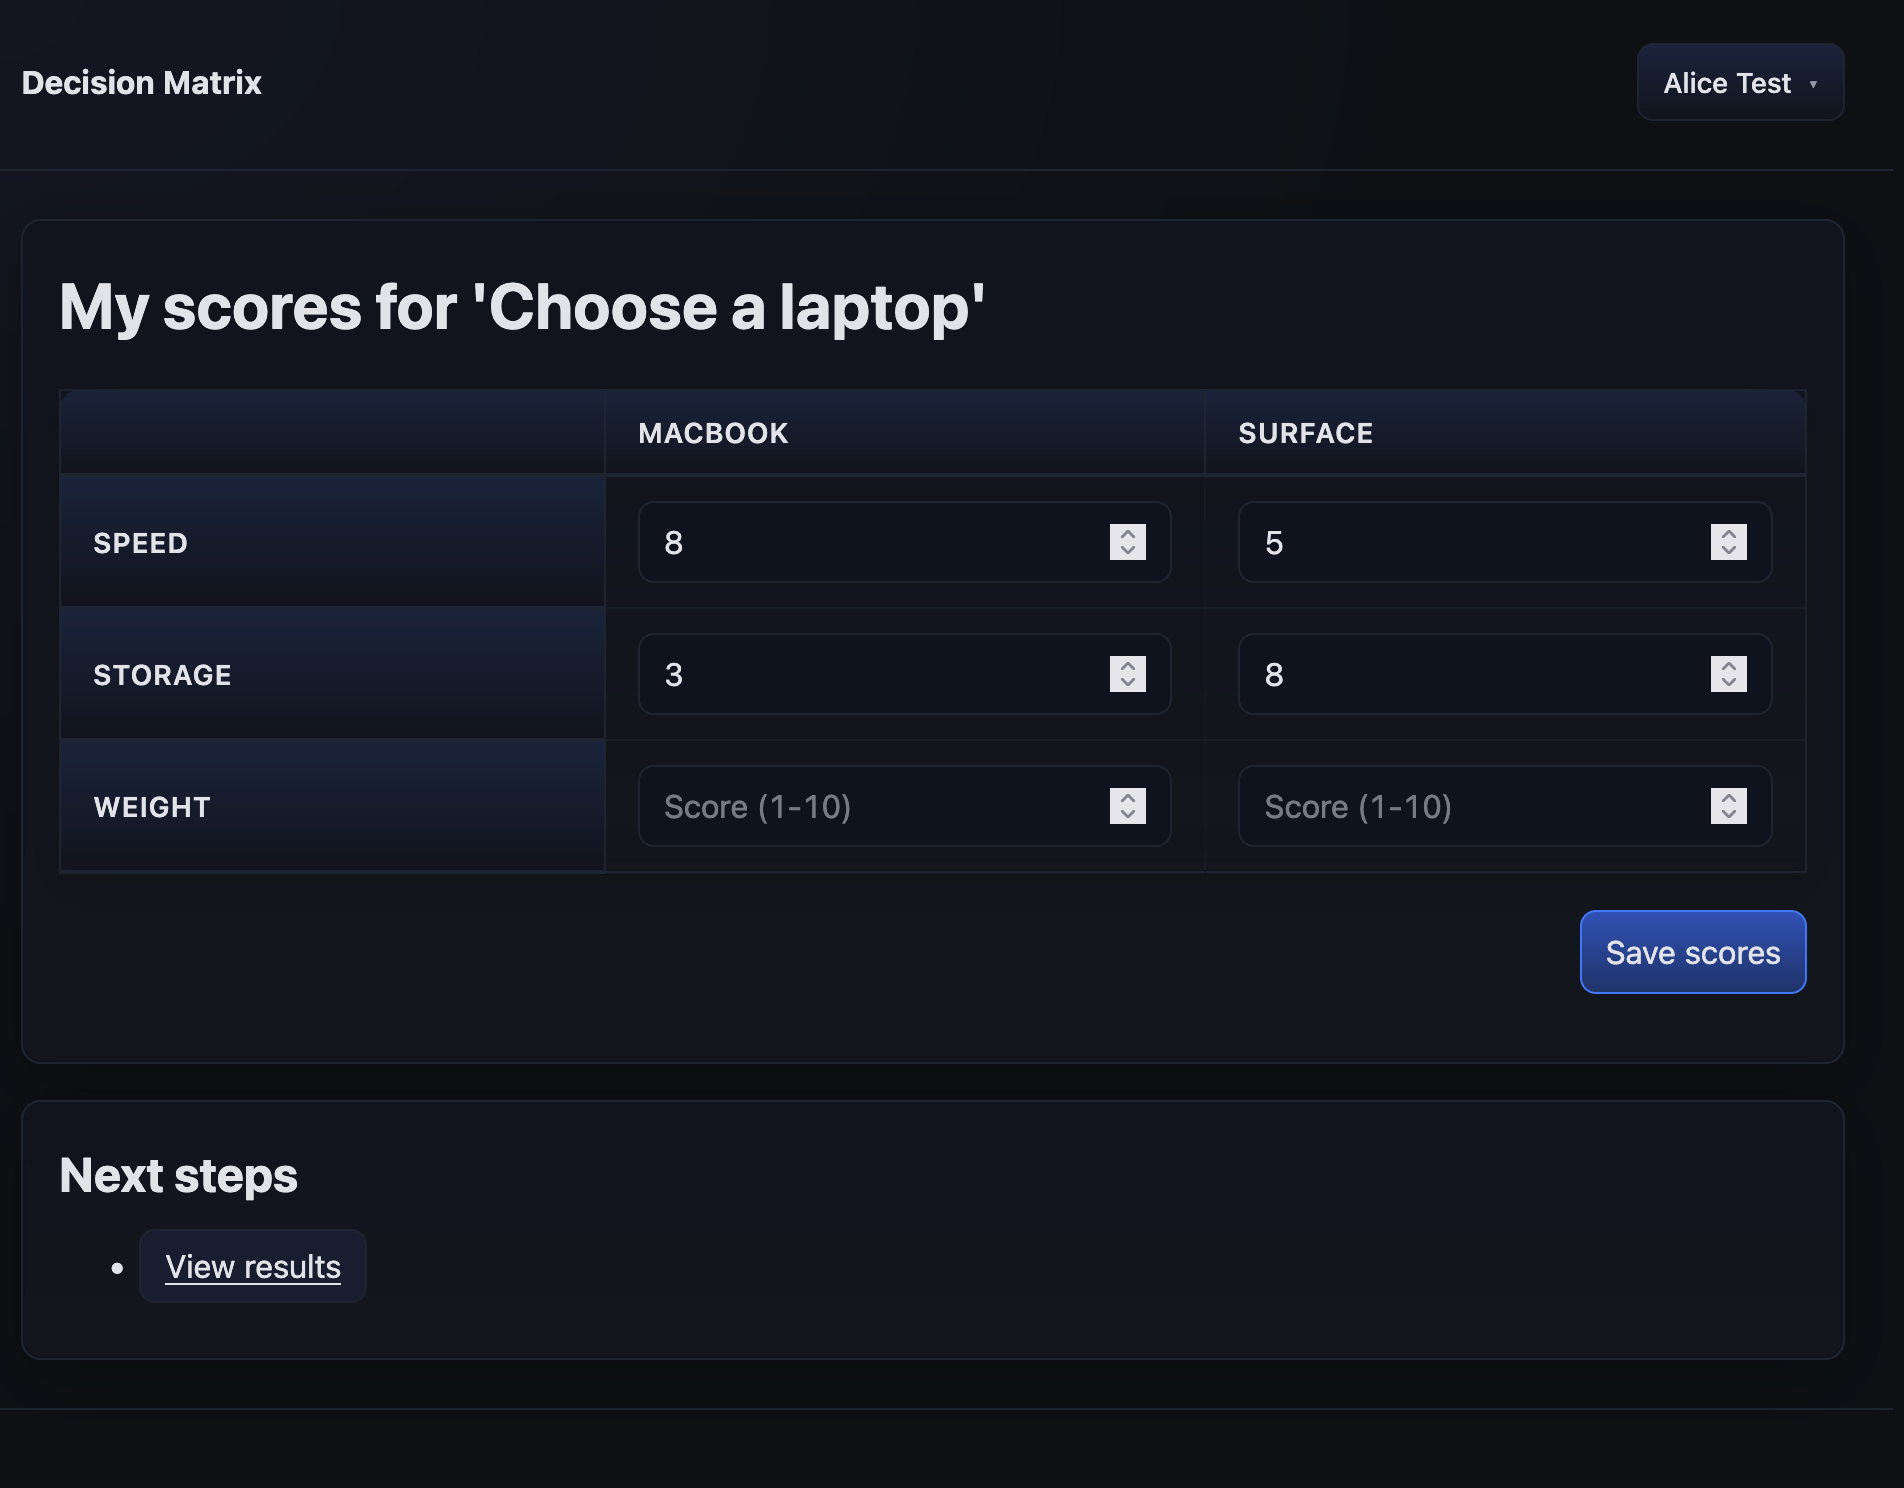 Decision Matrix
Alice Test
My scores for 'Choose a laptop'
MACBOOK SURFACE
SPEED 8 5
STORAGE 3 8
WEIGHT Score (1-10) Score (1-10)
Save scores
Next steps
View results